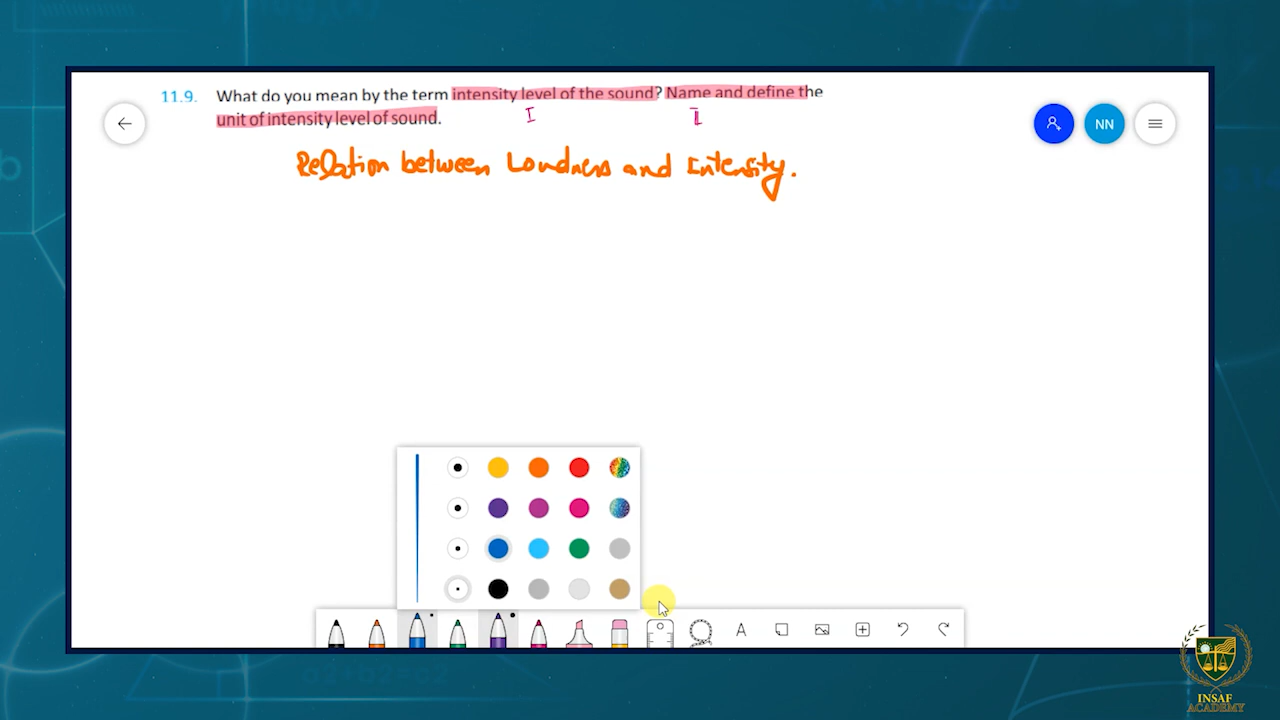 11.9. What do you mean by the term intensity level of the sound? Name and define the
unit of intensity level of sound.
I
II
Relation between Loudness and Intensity.
NN
A
INSAF
ACADEMY